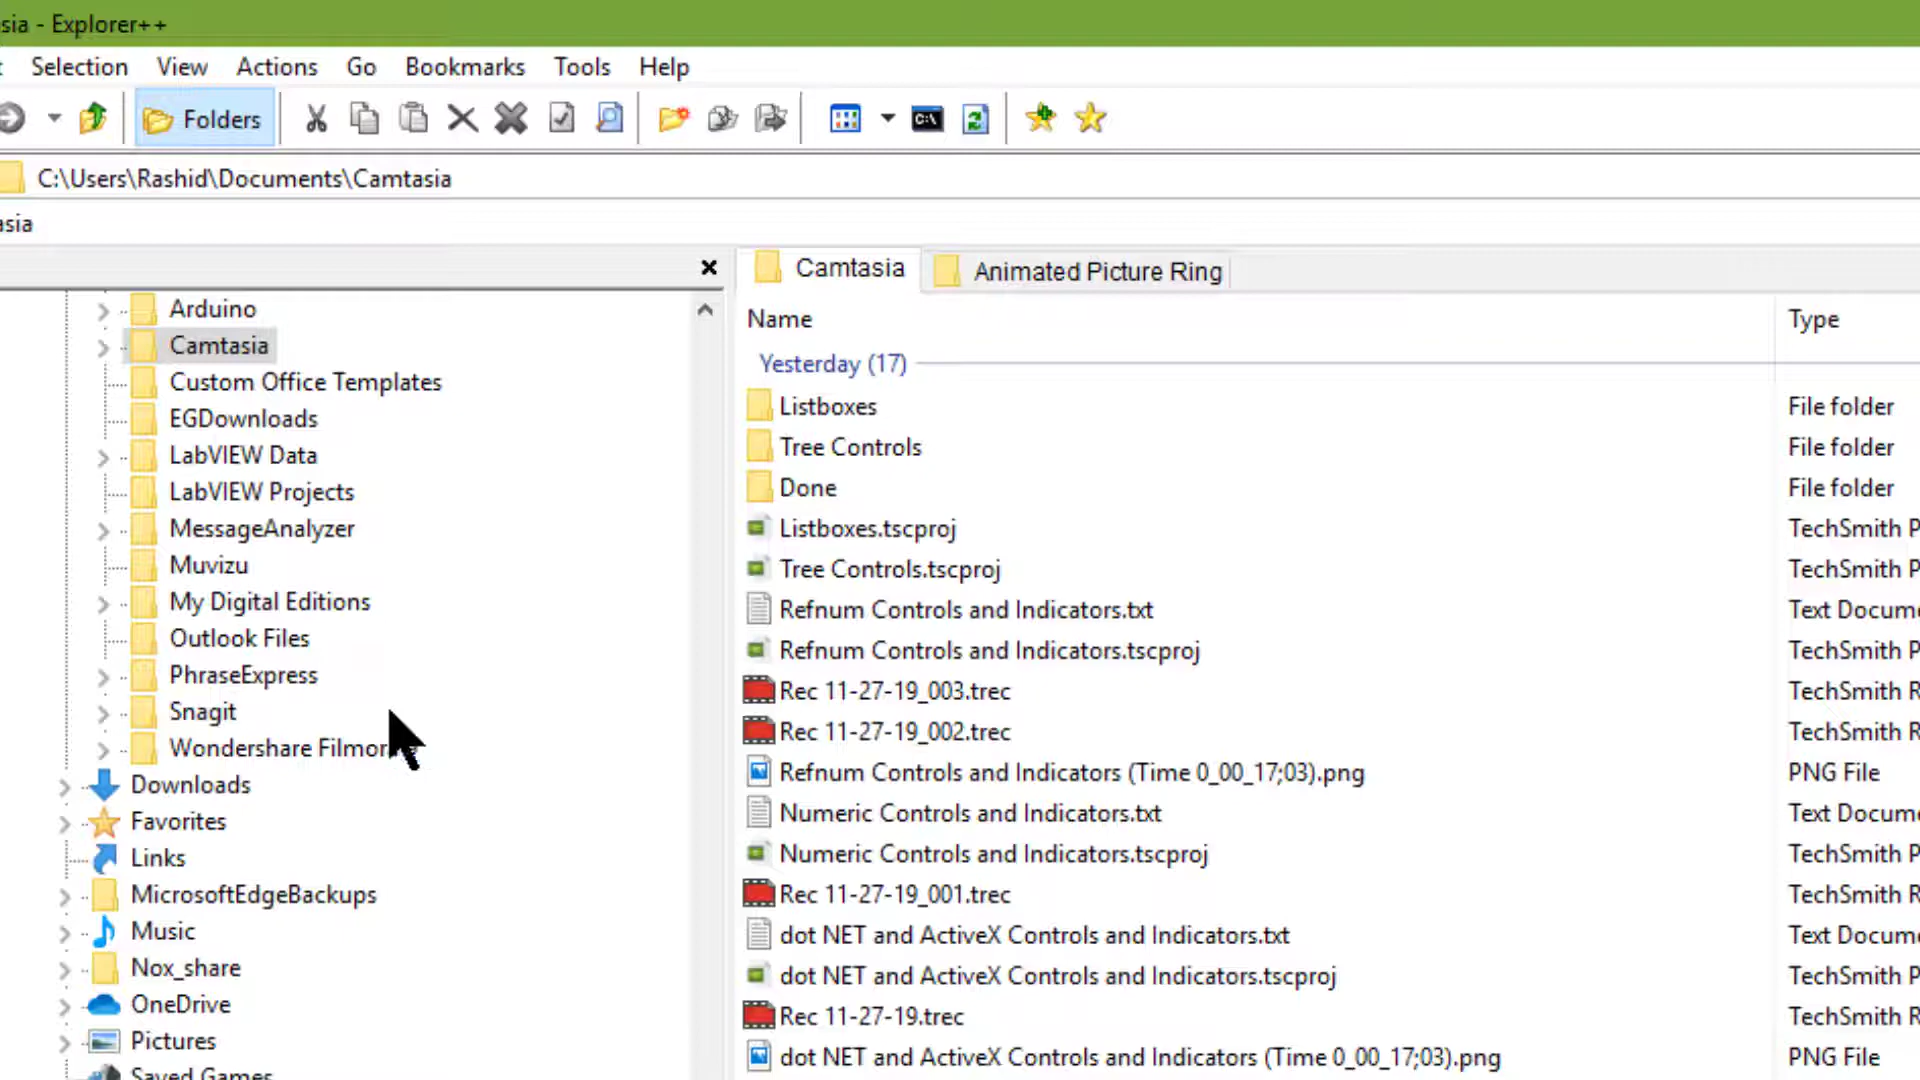 sia - Explorer++
Selection View Actions Go Bookmarks Tools Help
Folders
C:\Users\Rashid\Documents\Camtasia
asia
Camtasia Animated Picture Ring
Arduino
Camtasia
Custom Office Templates
EGDownloads
LabVIEW Data
LabVIEW Projects
MessageAnalyzer
Muvizu
My Digital Editions
Outlook Files
PhraseExpress
Snagit
Wondershare
Downloads
Favorites
Links
MicrosoftEdgeBackups
Music
Nox_share
OneDrive
Pictures
Saved Games
Name Type
Yesterday (17)
Listboxes File folder
Tree Controls File folder
Done File folder
Listboxes.tscproj TechSmith P
Tree Controls.tscproj TechSmith P
Refnum Controls and Indicators.txt Text Docume
Refnum Controls and Indicators.tscproj TechSmith P
Rec 11-27-19_003.trec TechSmith R
Rec 11-27-19_002.trec TechSmith R
Refnum Controls and Indicators (Time 0_00_17;03).png PNG File
Numeric Controls and Indicators.txt Text Docume
Numeric Controls and Indicators.tscproj TechSmith P
Rec 11-27-19_001.trec TechSmith R
dot NET and ActiveX Controls and Indicators.txt Text Docume
dot NET and ActiveX Controls and Indicators.tscproj TechSmith P
Rec 11-27-19.trec TechSmith R
dot NET and ActiveX Controls and Indicators (Time 0_00_17;03).png PNG File